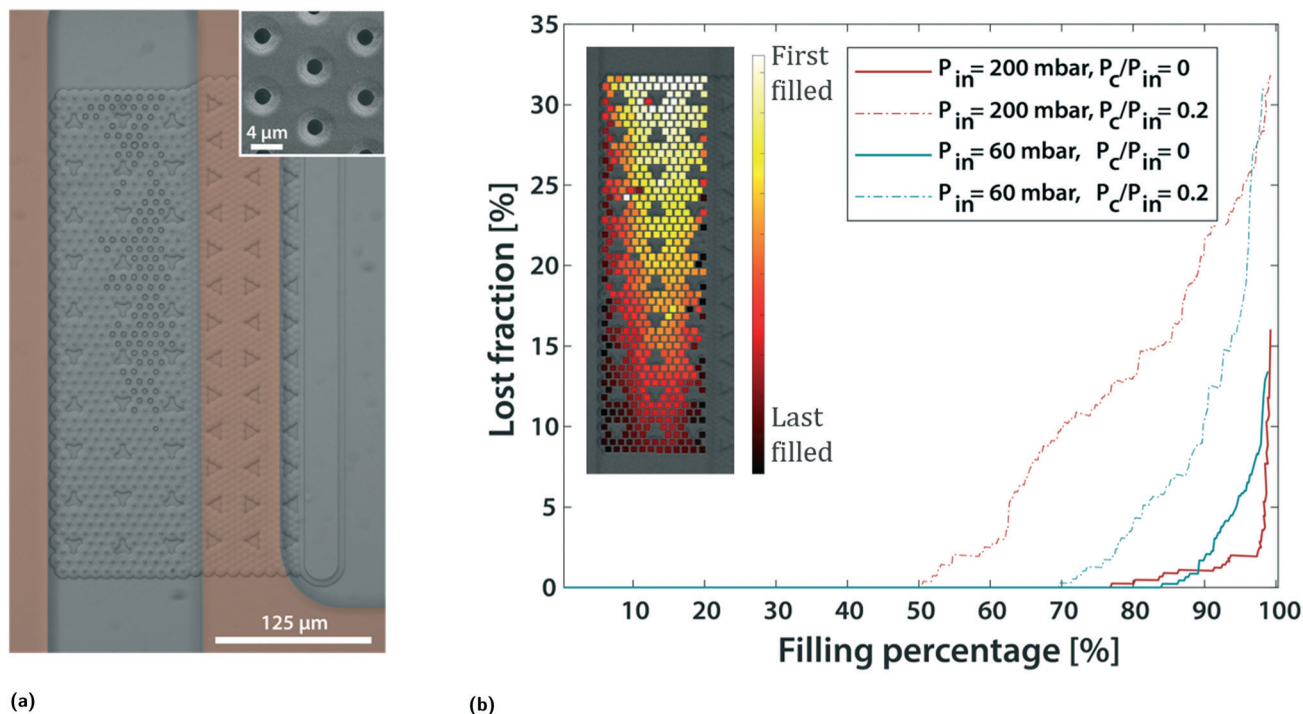 4 µm
125 µm
(a)
35
30
25
20
15
10
5
0
Lost fraction [%]
First
filled
Last
filled
P_in = 200 mbar, P_c/P_in = 0
P_in = 200 mbar, P_c/P_in = 0.2
P_in = 60 mbar, P_c/P_in = 0
P_in = 60 mbar, P_c/P_in = 0.2
10 20 30 40 50 60 70 80 90 100
Filling percentage [%]
(b)